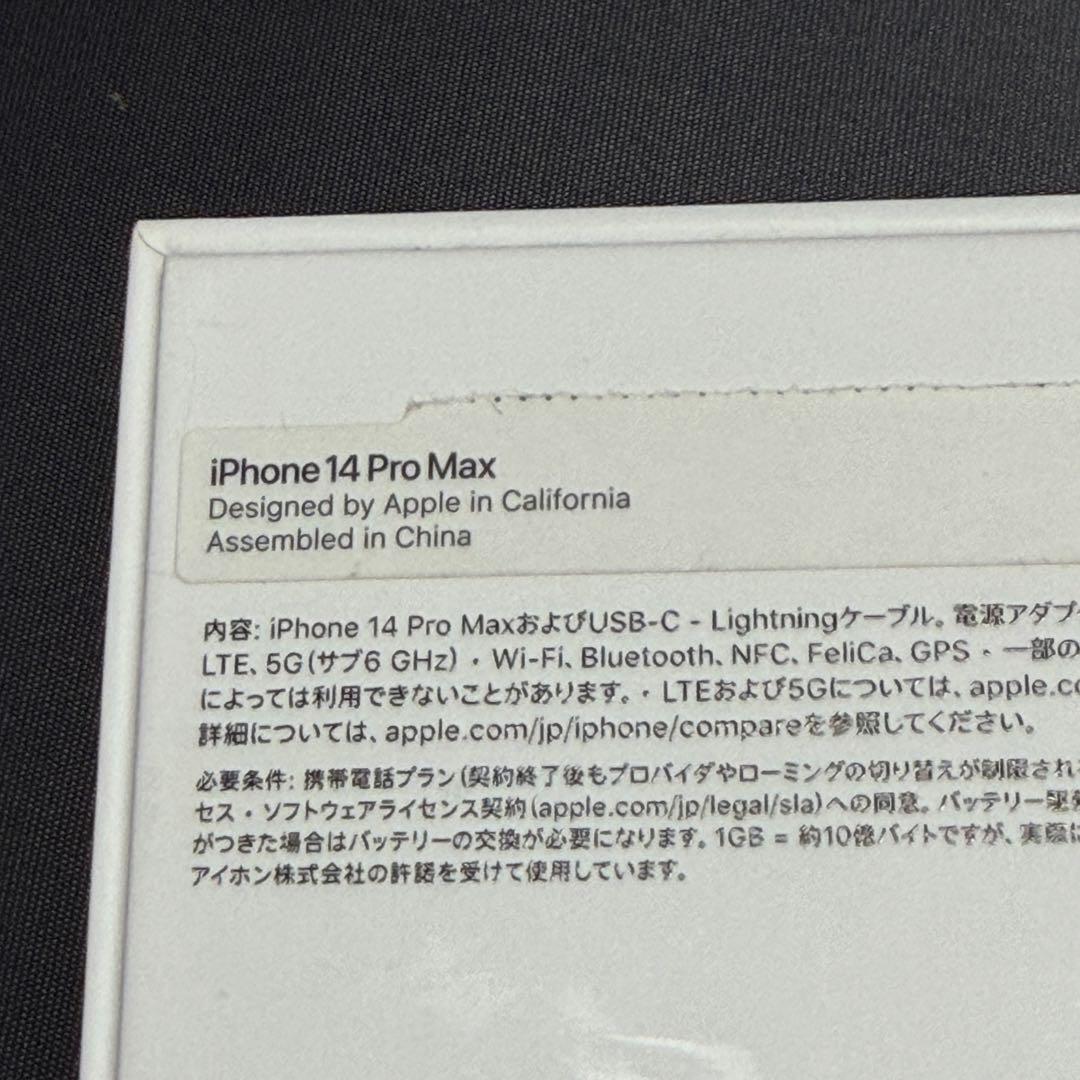 iPhone 14 Pro Max
Designed by Apple in California
Assembled in China
内容: iPhone 14 Pro MaxおよびUSB-C - Lightningケーブル。電源アダプ
LTE、5G(サブ6 GHz)・Wi-Fi、Bluetooth、NFC、FeliCa、GPS・一部の
によっては利用できないことがあります。・LTEおよび5Gについては、apple.co
詳細については、apple.com/jp/iphone/compareを参照してください。
必要条件: 携帯電話プラン(契約終了後もプロバイダやローミングの切り替えが制限され
セス・ソフトウェアライセンス契約(apple.com/jp/legal/sla)への同意。バッテリー駆
がつきた場合はバッテリーの交換が必要になります。1GB = 約10億バイトですが、実際に
アイホン株式会社の許諾を受けて使用しています。